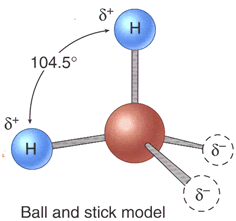 δ+
H
104.5°
δ+
H
δ−
δ−
Ball and stick model